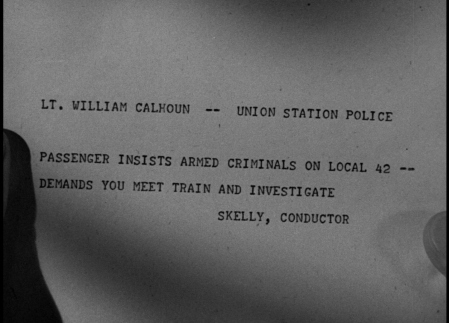 LT. WILLIAM CALHOUN -- UNION STATION POLICE
PASSENGER INSISTS ARMED CRIMINALS ON LOCAL 42 --
DEMANDS YOU MEET TRAIN AND INVESTIGATE
SKELLY, CONDUCTOR